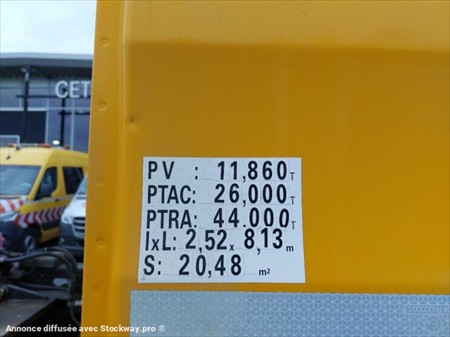 CET
PV : 11,860 T
PTAC: 26,000 T
PTRA: 44.000 T
IxL: 2,52 x 8,13 m
S: 20,48 m²
Annonce diffusée avec Stockway.pro ®